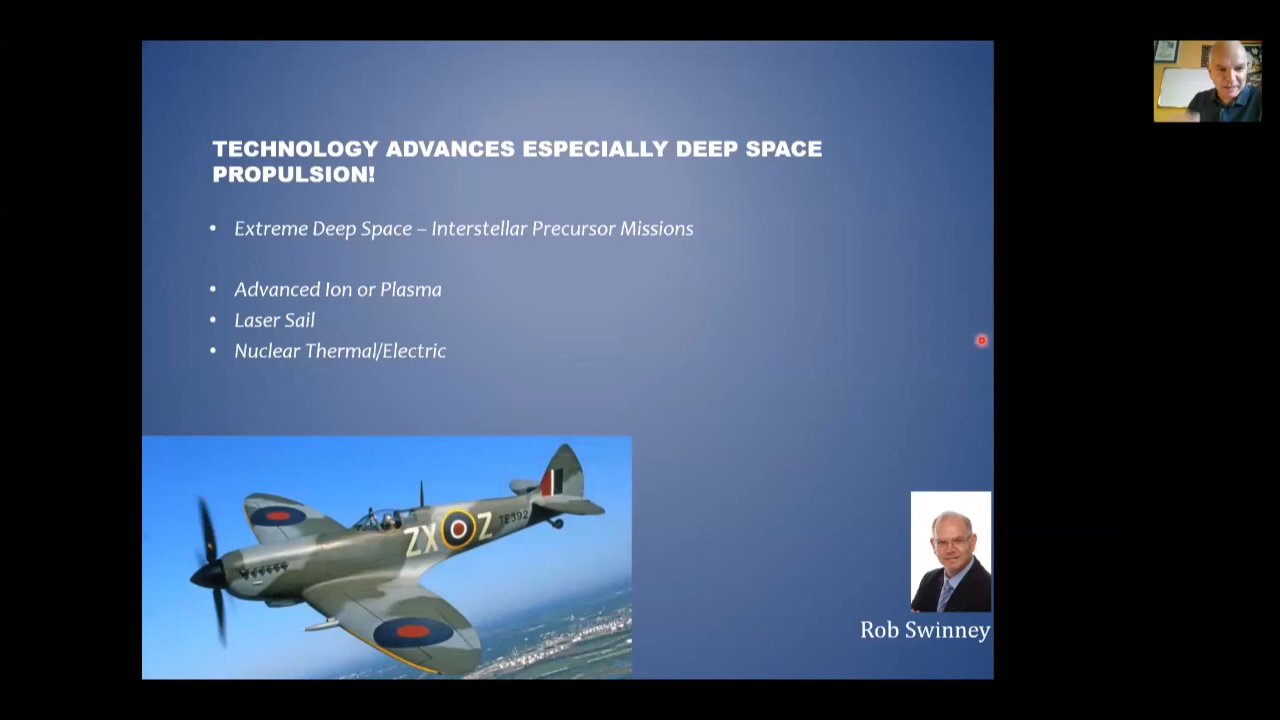 TECHNOLOGY ADVANCES ESPECIALLY DEEP SPACE
PROPULSION!
• Extreme Deep Space – Interstellar Precursor Missions
• Advanced Ion or Plasma
• Laser Sail
• Nuclear Thermal/Electric
ZX Z TE392
Rob Swinney